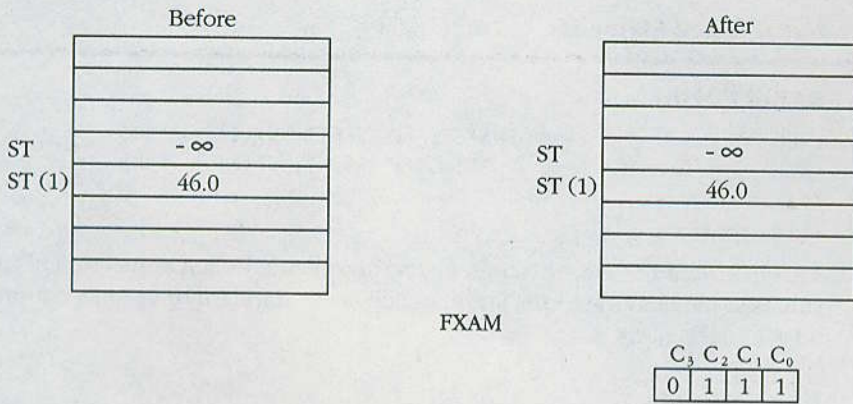 Before
After
ST
- ∞
ST (1)
46.0
ST
- ∞
ST (1)
46.0
FXAM
C₃ C₂ C₁ C₀
0 1 1 1